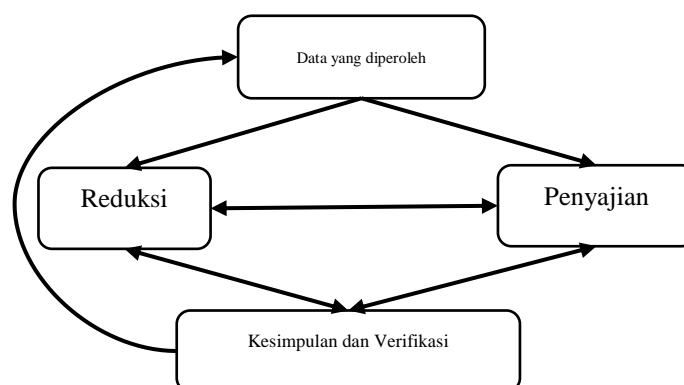 Data yang diperoleh
Reduksi
Penyajian
Kesimpulan dan Verifikasi